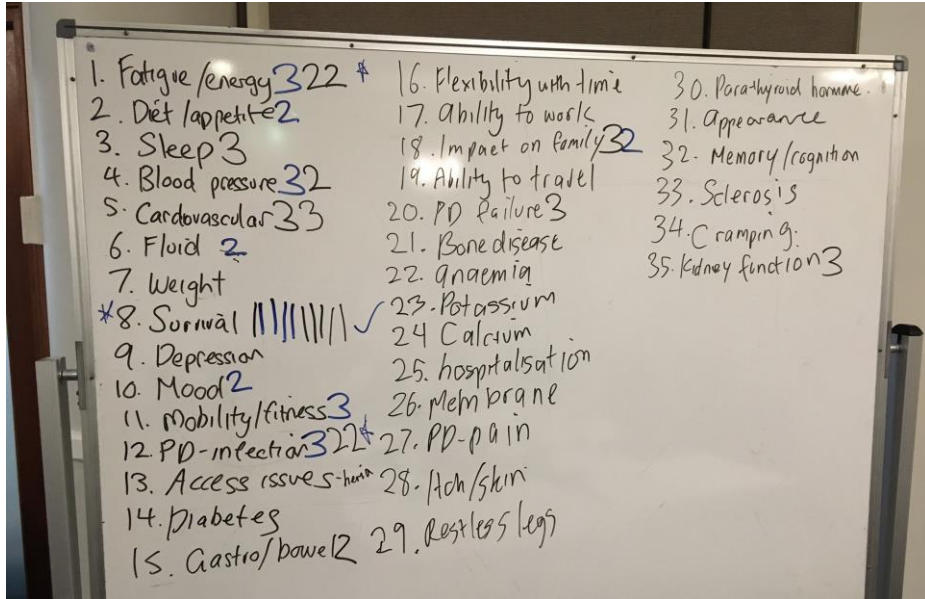 1. Fatigue/energy 322 *
2. Diet/appetite 2
3. Sleep 3
4. Blood pressure 32
5. Cardovascular 33
6. Fluid 2
7. Weight
*8. Survival |||||||||| ✓
9. Depression
10. Mood 2
11. Mobility/fitness 3
12. PD-infection 322 *
13. Access issues-hernia
14. Diabetes
15. Gastro/bowel 2
16. Flexibility with time
17. ability to work
18. Impact on family 32
19. Ability to travel
20. PD failure 3
21. Bone disease
22. anaemia
23. Potassium
24 Calcium
25. hospitalisation
26. Membrane
27. PD-pain
28. Itch/skin
29. Restless legs
30. Parathyroid hormone.
31. appearance
32. Memory/cognition
33. Sclerosis
34. Cramping.
35. Kidney function 3